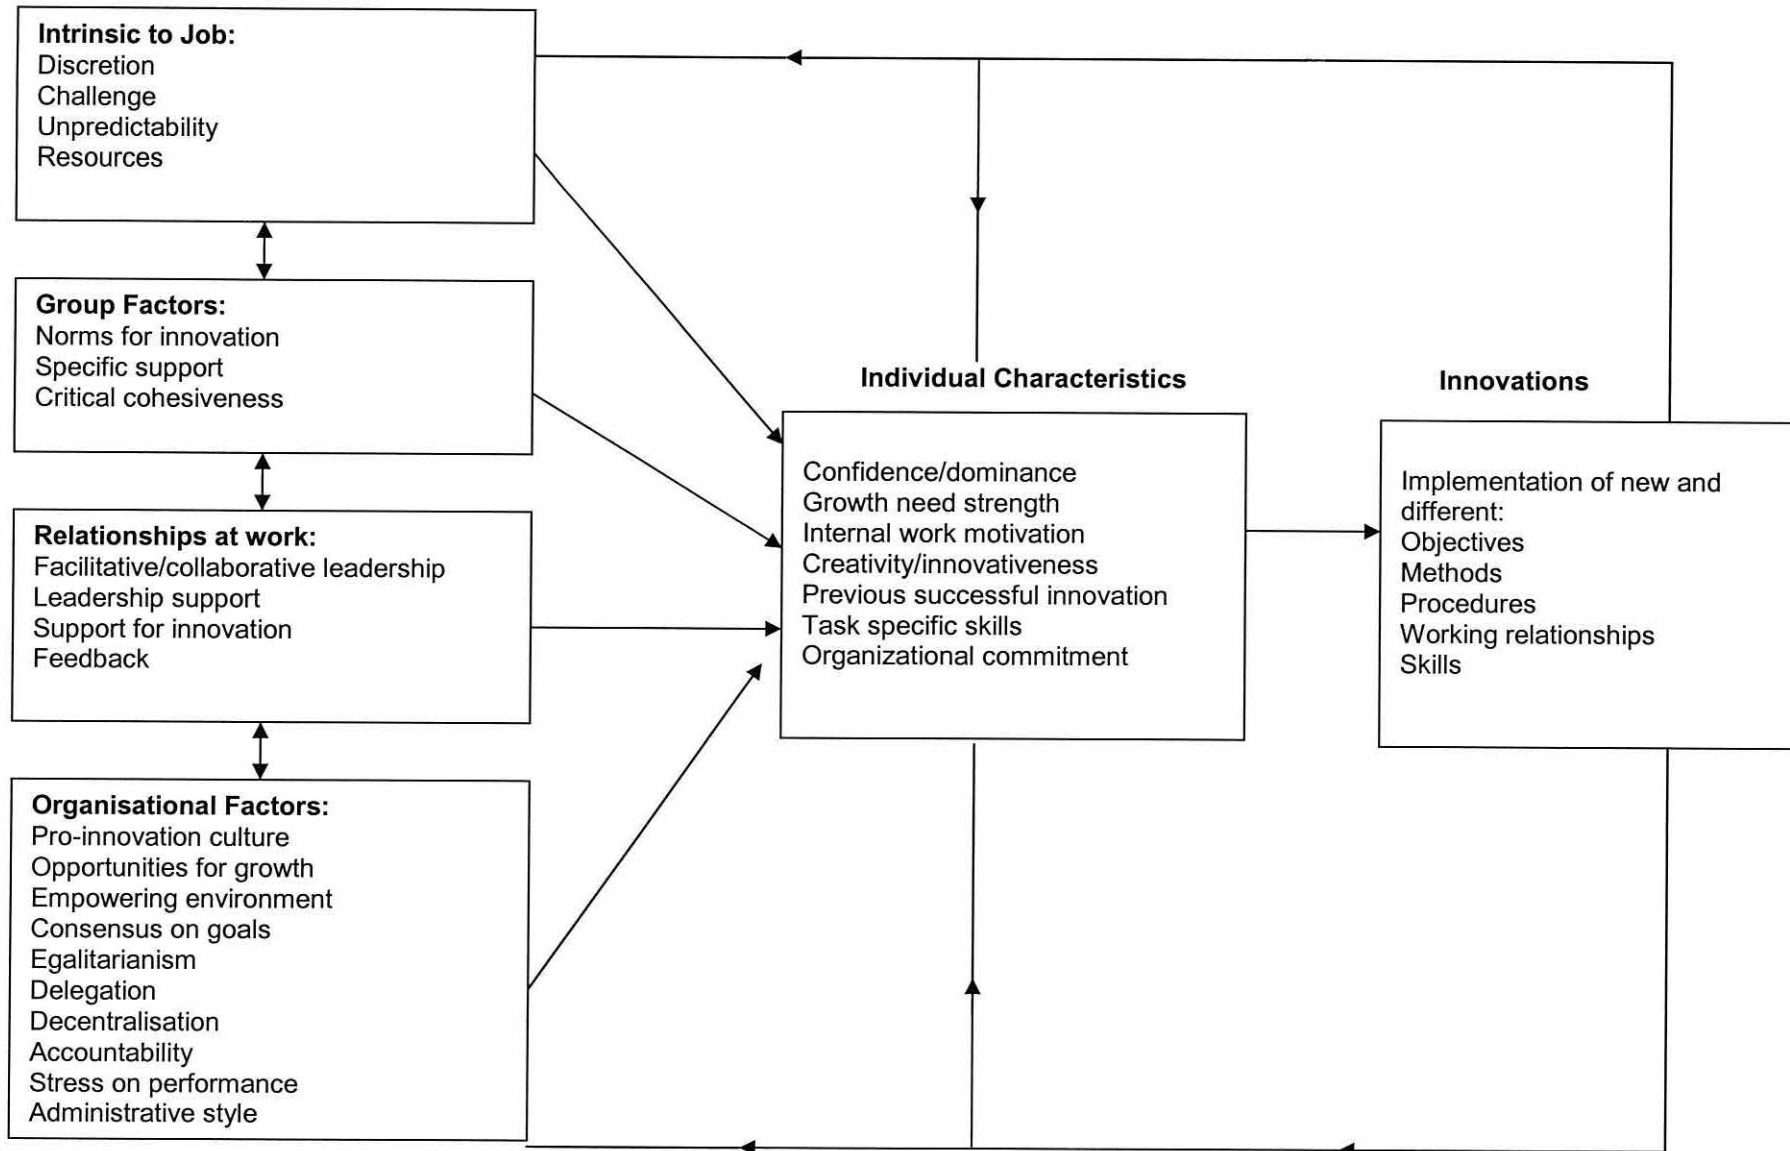 Intrinsic to Job:
Discretion
Challenge
Unpredictability
Resources
Group Factors:
Norms for innovation
Specific support
Critical cohesiveness
Relationships at work:
Facilitative/collaborative leadership
Leadership support
Support for innovation
Feedback
Organisational Factors:
Pro-innovation culture
Opportunities for growth
Empowering environment
Consensus on goals
Egalitarianism
Delegation
Decentralisation
Accountability
Stress on performance
Administrative style
Individual Characteristics
Confidence/dominance
Growth need strength
Internal work motivation
Creativity/innovativeness
Previous successful innovation
Task specific skills
Organizational commitment
Innovations
Implementation of new and
different:
Objectives
Methods
Procedures
Working relationships
Skills